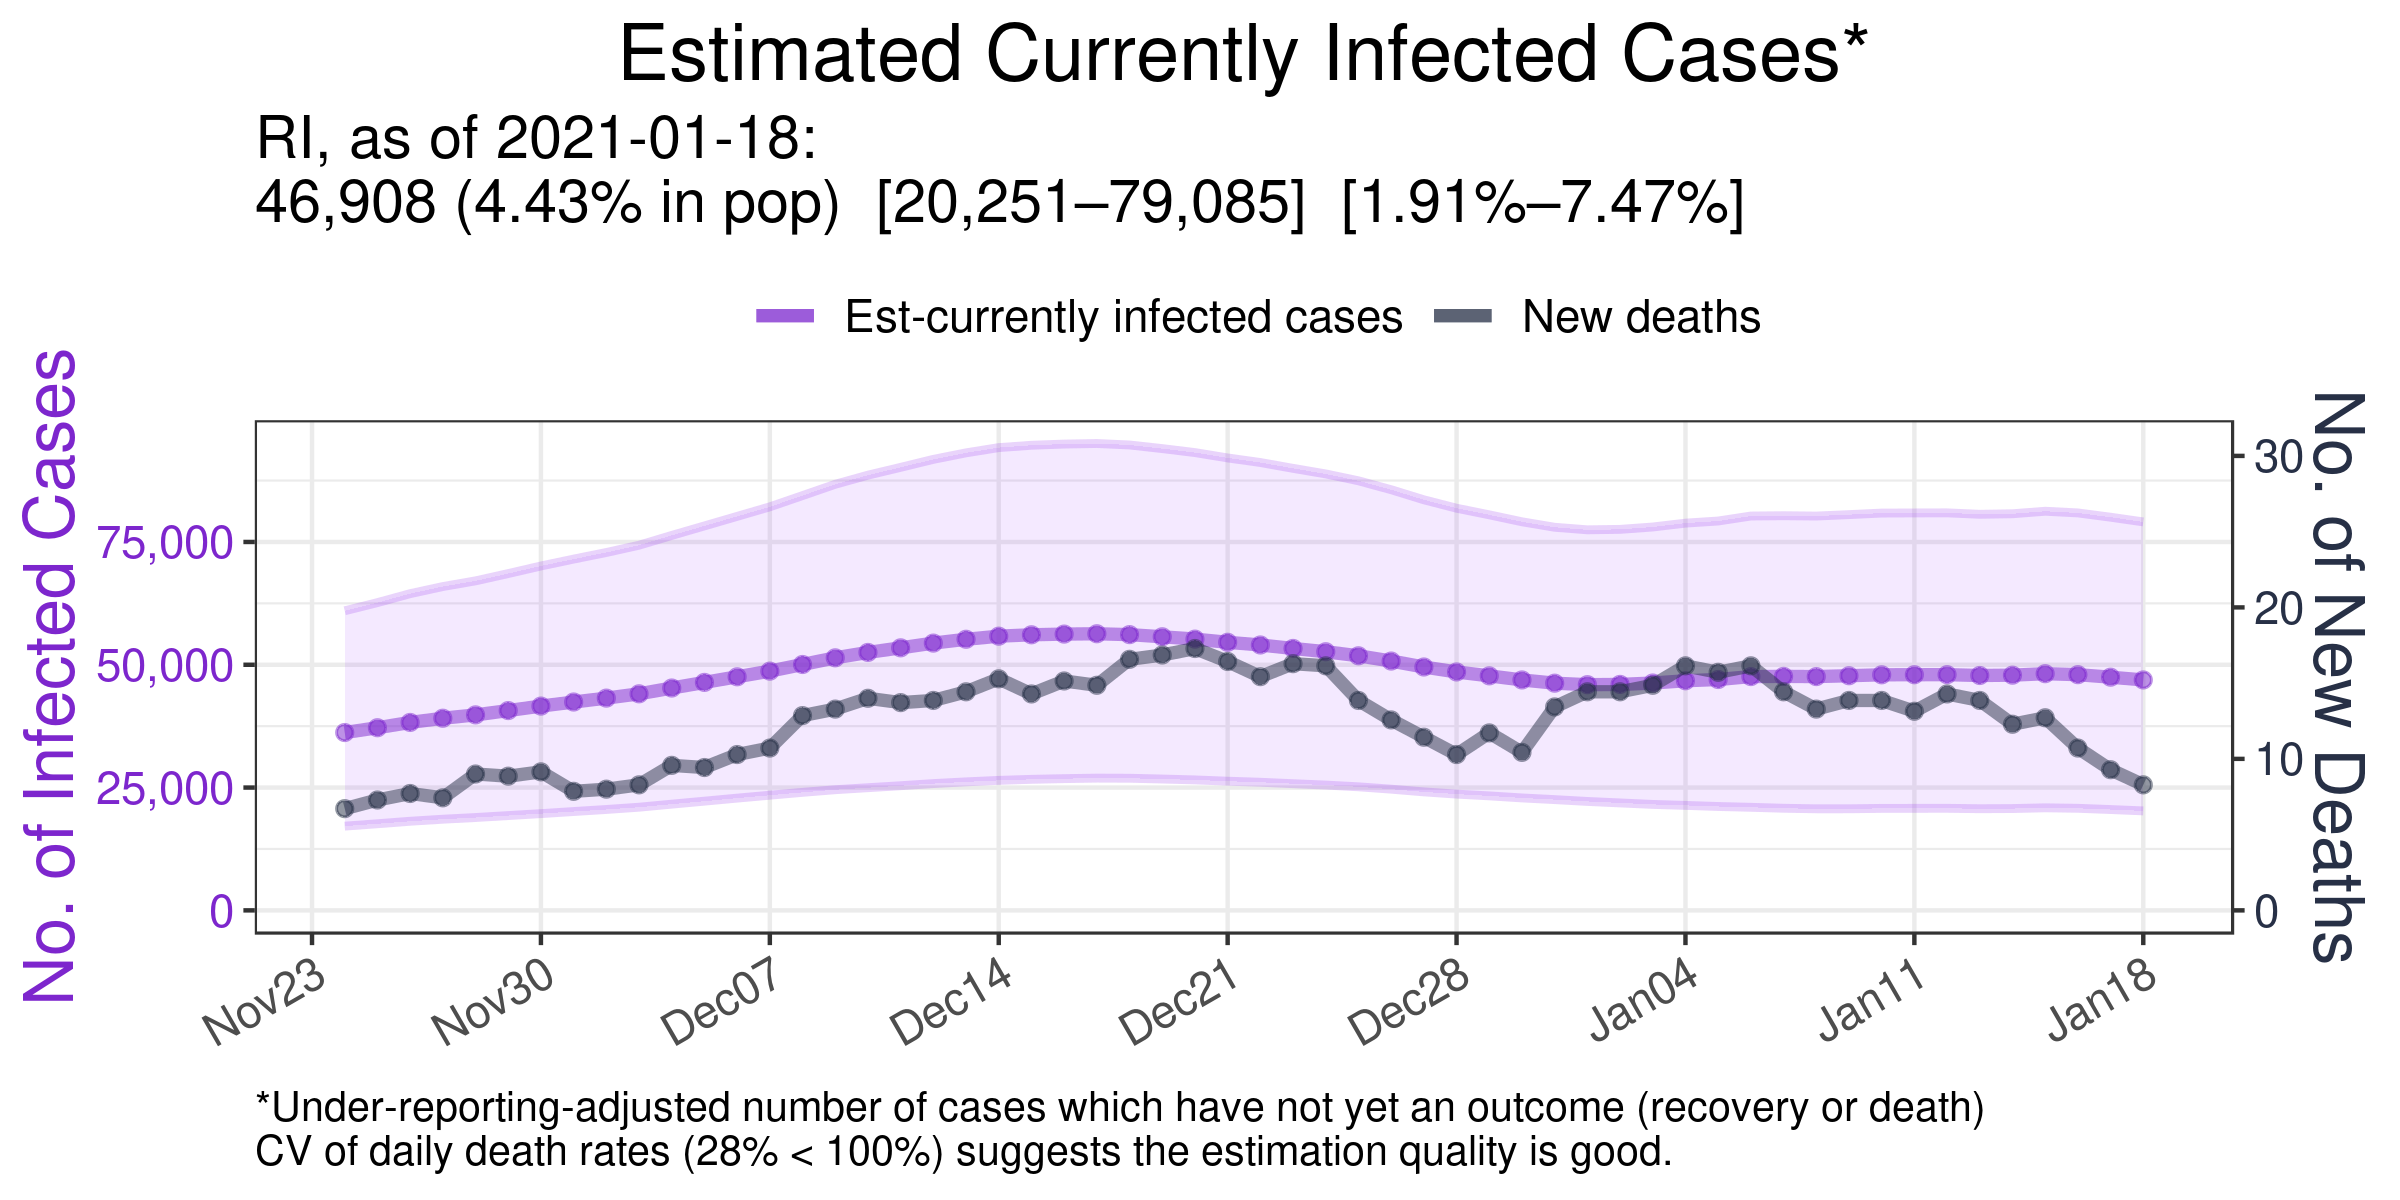 Estimated Currently Infected Cases*
RI, as of 2021-01-18:
46,908 (4.43% in pop)  [20,251–79,085]  [1.91%–7.47%]
Est-currently infected cases
New deaths
No. of Infected Cases
75,000
50,000
25,000
0
30
20
10
0
No. of New Deaths
Nov23
Nov30
Dec07
Dec14
Dec21
Dec28
Jan04
Jan11
Jan18
*Under-reporting-adjusted number of cases which have not yet an outcome (recovery or death)
CV of daily death rates (28% < 100%) suggests the estimation quality is good.